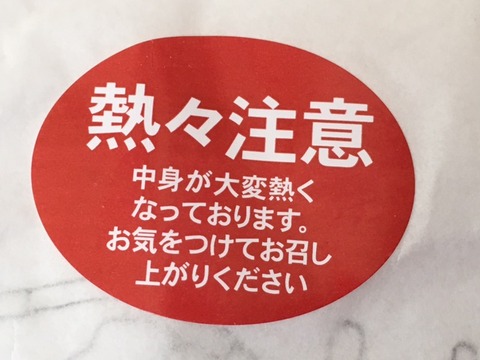 熱々注意
中身が大変熱く
なっております。
お気をつけてお召し
上がりください